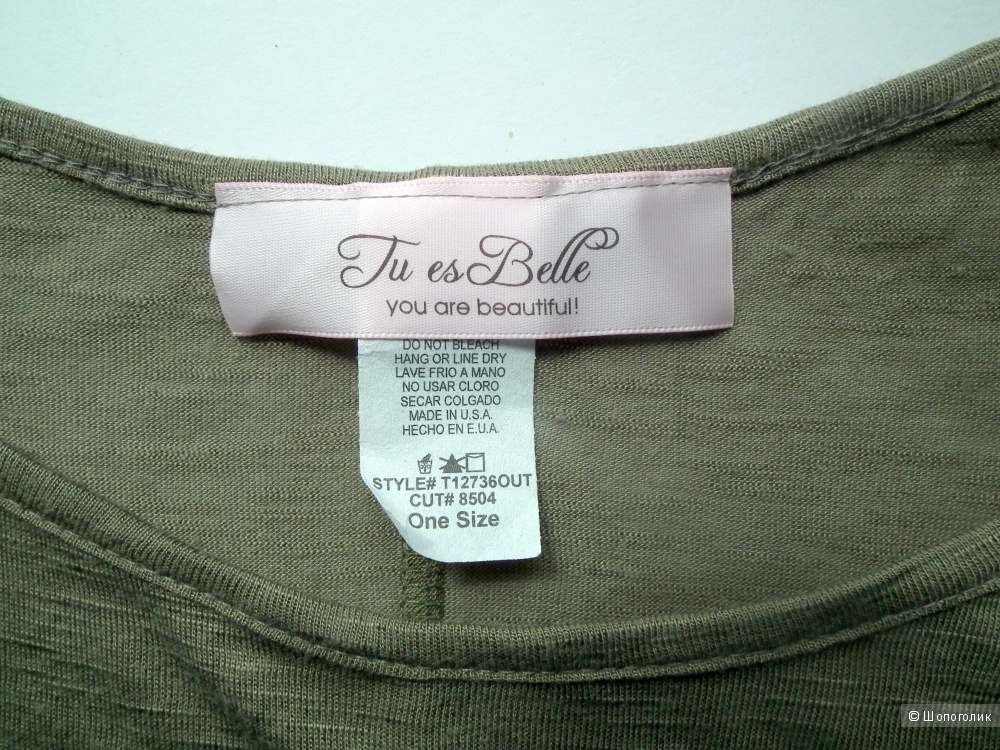 Tu es Belle
you are beautiful!
DO NOT BLEACH
HANG OR LINE DRY
LAVE FRIO A MANO
NO USAR CLORO
SECAR COLGADO
MADE IN U.S.A.
HECHO EN E.U.A.
STYLE# T12736OUT
CUT# 8504
One Size
© Шопоголик